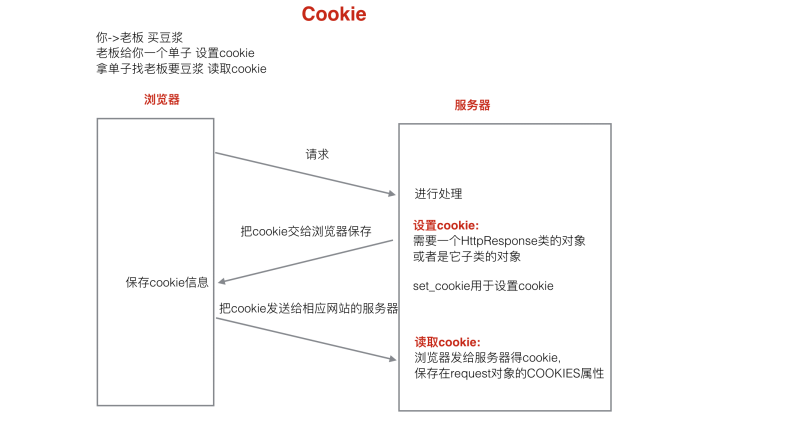 Cookie
你->老板 买豆浆
老板给你一个单子 设置cookie
拿单子找老板要豆浆 读取cookie
浏览器
服务器
请求
进行处理
设置cookie:
把cookie交给浏览器保存
需要一个HttpResponse类的对象
或者是它子类的对象
保存cookie信息
set_cookie用于设置cookie
把cookie发送给相应网站的服务器
读取cookie:
浏览器发给服务器得cookie,
保存在request对象的COOKIES属性